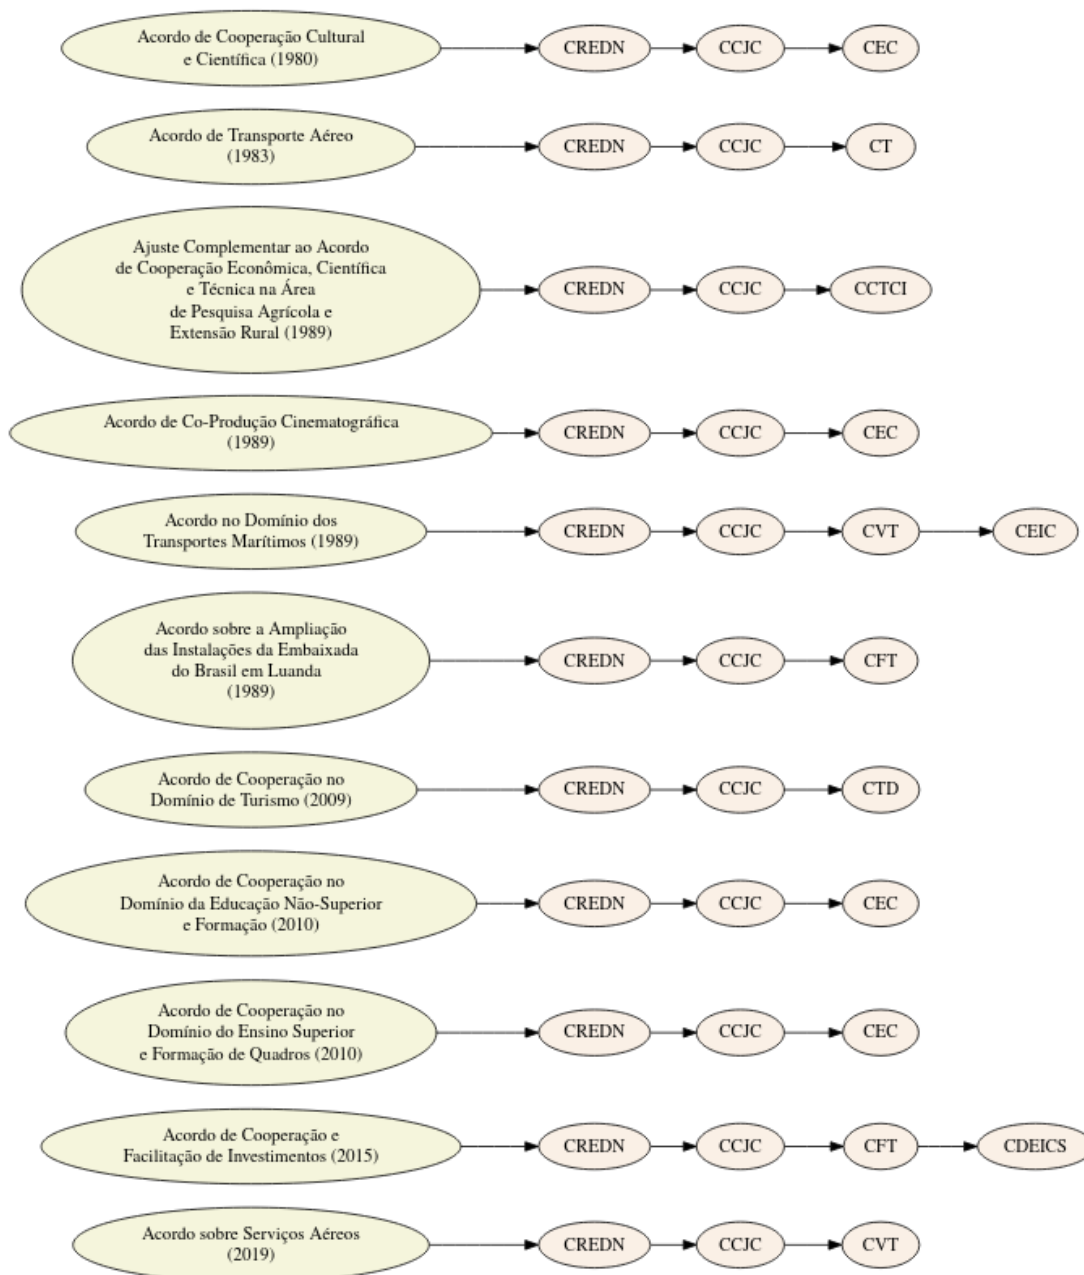 Acordo de Cooperação Cultural
e Científica (1980)
CREDN
CCJC
CEC
Acordo de Transporte Aéreo
(1983)
CREDN
CCJC
CT
Ajuste Complementar ao Acordo
de Cooperação Econômica, Científica
e Técnica na Área
de Pesquisa Agrícola e
Extensão Rural (1989)
CREDN
CCJC
CCTCI
Acordo de Co-Produção Cinematográfica
(1989)
CREDN
CCJC
CEC
Acordo no Domínio dos
Transportes Marítimos (1989)
CREDN
CCJC
CVT
CEIC
Acordo sobre a Ampliação
das Instalações da Embaixada
do Brasil em Luanda
(1989)
CREDN
CCJC
CFT
Acordo de Cooperação no
Domínio de Turismo (2009)
CREDN
CCJC
CTD
Acordo de Cooperação no
Domínio da Educação Não-Superior
e Formação (2010)
CREDN
CCJC
CEC
Acordo de Cooperação no
Domínio do Ensino Superior
e Formação de Quadros (2010)
CREDN
CCJC
CEC
Acordo de Cooperação e
Facilitação de Investimentos (2015)
CREDN
CCJC
CFT
CDEICS
Acordo sobre Serviços Aéreos
(2019)
CREDN
CCJC
CVT